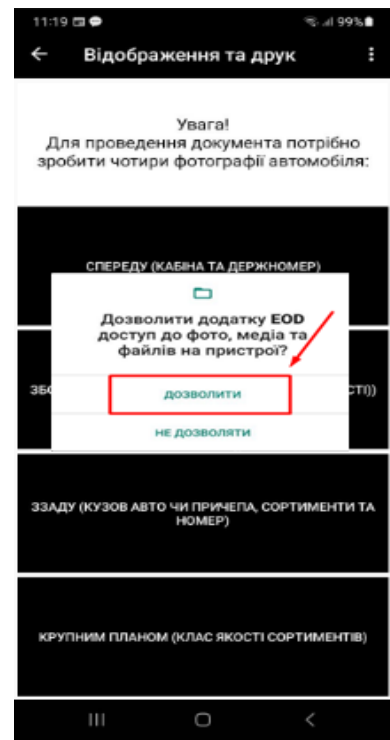 11:19
99%
Відображення та друк
Увага!
Для проведення документа потрібно
зробити чотири фотографії автомобіля:
СПЕРЕДУ (КАБІНА ТА ДЕРЖНОМЕР)
Дозволити додатку EOD
доступ до фото, медіа та
файлів на пристрої?
ДОЗВОЛИТИ
НЕ ДОЗВОЛЯТИ
ЗЗАДУ (КУЗОВ АВТО ЧИ ПРИЧЕПА, СОРТИМЕНТИ ТА
НОМЕР)
КРУПНИМ ПЛАНОМ (КЛАС ЯКОСТІ СОРТИМЕНТІВ)